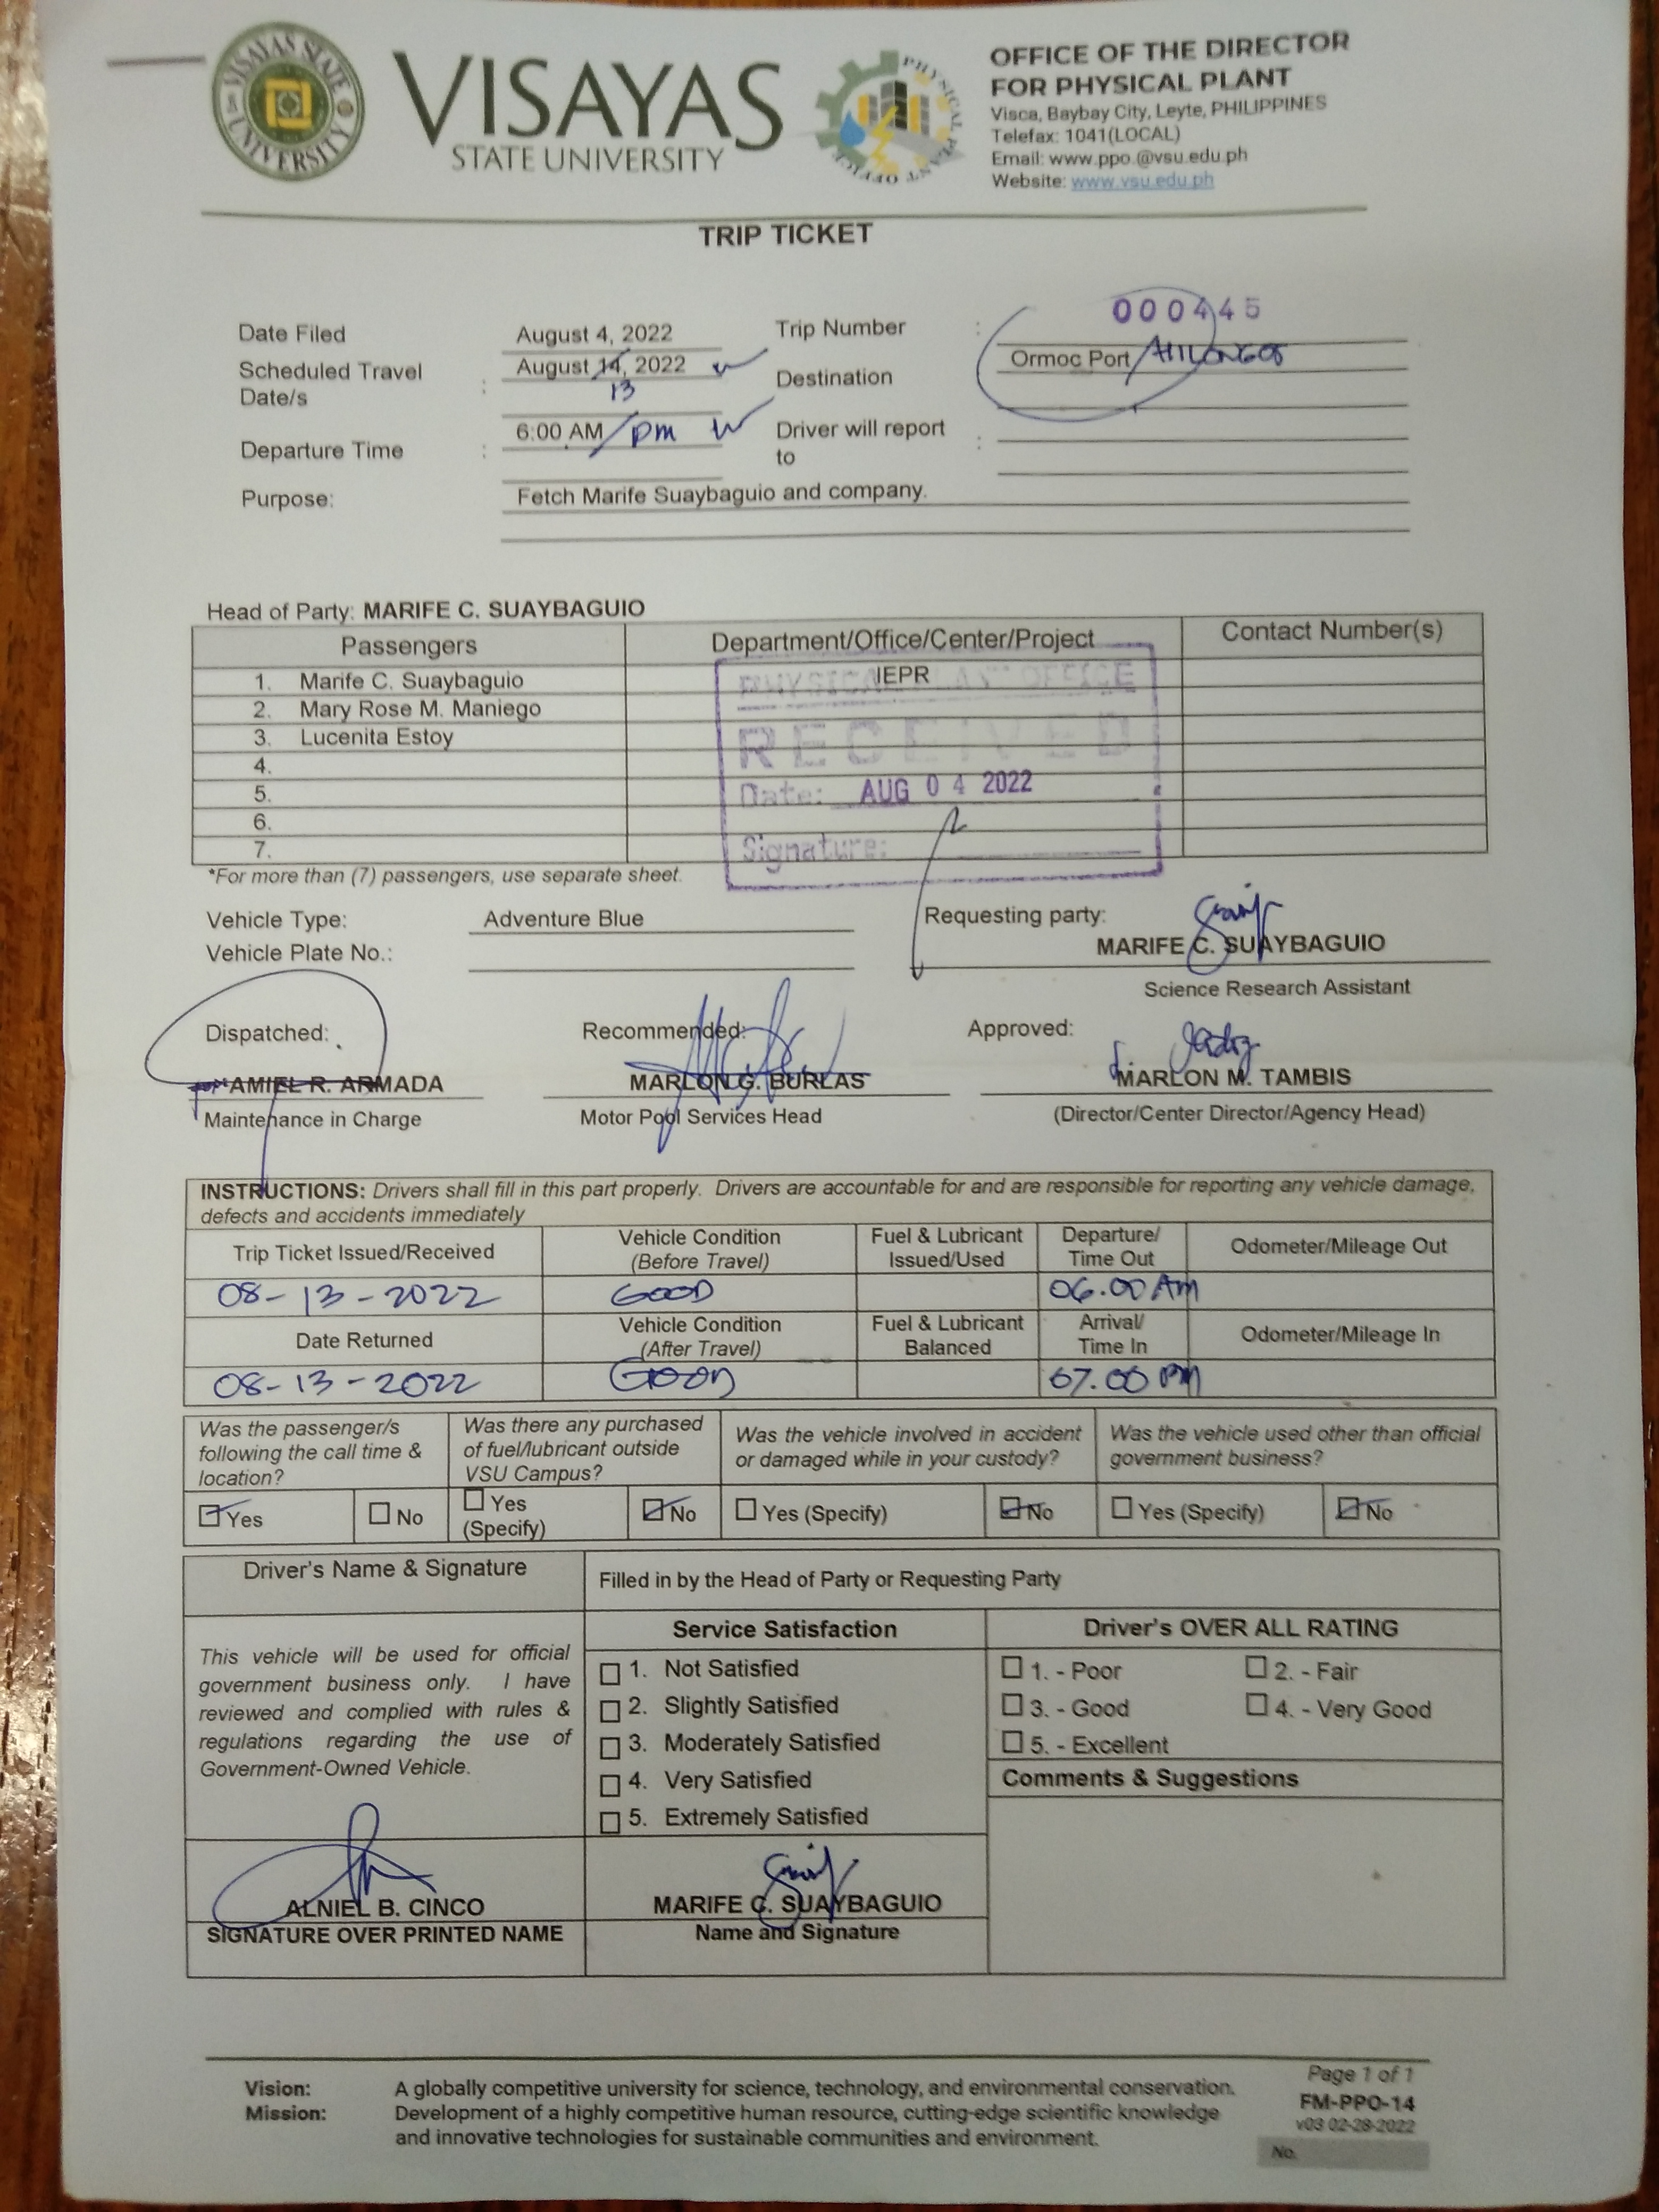 VISAYAS STATE UNIVERSITY
VISAYAS
STATE UNIVERSITY
PHYSICAL PLANT OFFICE
OFFICE OF THE DIRECTOR
FOR PHYSICAL PLANT
Visca, Baybay City, Leyte, PHILIPPINES
Telefax: 1041(LOCAL)
Email: www.ppo.@vsu.edu.ph
Website: www.vsu.edu.ph
TRIP TICKET
Date Filed August 4, 2022 Trip Number : 000445
Scheduled Travel Date/s : August 14, 2022 13 Destination Ormoc Port / HILONGOS
Departure Time : 6:00 AM / pm Driver will report to :
Purpose: Fetch Marife Suaybaguio and company.
Head of Party: MARIFE C. SUAYBAGUIO
Passengers Department/Office/Center/Project Contact Number(s)
1. Marife C. Suaybaguio IEPR
2. Mary Rose M. Maniego
3. Lucenita Estoy
4.
5.
6.
7.
PHYSICAL PLANT OFFICE
RECEIVED
Date: AUG 04 2022
Signature:
*For more than (7) passengers, use separate sheet.
Vehicle Type: Adventure Blue Requesting party:
Vehicle Plate No.: MARIFE C. SUAYBAGUIO
Science Research Assistant
Dispatched: Recommended: Approved:
AMIEL R. ARMADA MARLON G. BURLAS MARLON M. TAMBIS
Maintenance in Charge Motor Pool Services Head (Director/Center Director/Agency Head)
INSTRUCTIONS: Drivers shall fill in this part properly. Drivers are accountable for and are responsible for reporting any vehicle damage,
defects and accidents immediately
Trip Ticket Issued/Received Vehicle Condition (Before Travel) Fuel & Lubricant Issued/Used Departure/ Time Out Odometer/Mileage Out
08-13-2022 GOOD 06.00 AM
Date Returned Vehicle Condition (After Travel) Fuel & Lubricant Balanced Arrival/ Time In Odometer/Mileage In
08-13-2022 GOOD 07.00 PM
Was the passenger/s following the call time & location? Was there any purchased of fuel/lubricant outside VSU Campus? Was the vehicle involved in accident or damaged while in your custody? Was the vehicle used other than official government business?
Yes No Yes (Specify) No Yes (Specify) No Yes (Specify) No
Driver's Name & Signature Filled in by the Head of Party or Requesting Party
Service Satisfaction Driver's OVER ALL RATING
This vehicle will be used for official
government business only. I have
reviewed and complied with rules &
regulations regarding the use of
Government-Owned Vehicle.
1. Not Satisfied
2. Slightly Satisfied
3. Moderately Satisfied
4. Very Satisfied
5. Extremely Satisfied
1. - Poor 2. - Fair
3. - Good 4. - Very Good
5. - Excellent
Comments & Suggestions
ALNIEL B. CINCO MARIFE C. SUAYBAGUIO
SIGNATURE OVER PRINTED NAME Name and Signature
Vision: A globally competitive university for science, technology, and environmental conservation.
Mission: Development of a highly competitive human resource, cutting-edge scientific knowledge
and innovative technologies for sustainable communities and environment.
Page 1 of 1
FM-PPO-14
v03 02-28-2022
No.